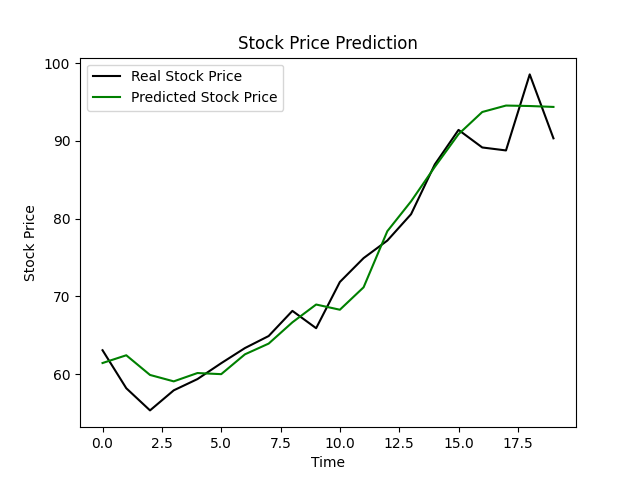 Stock Price Prediction
Real Stock Price
Predicted Stock Price
100
90
80
70
60
Stock Price
0.0 2.5 5.0 7.5 10.0 12.5 15.0 17.5
Time